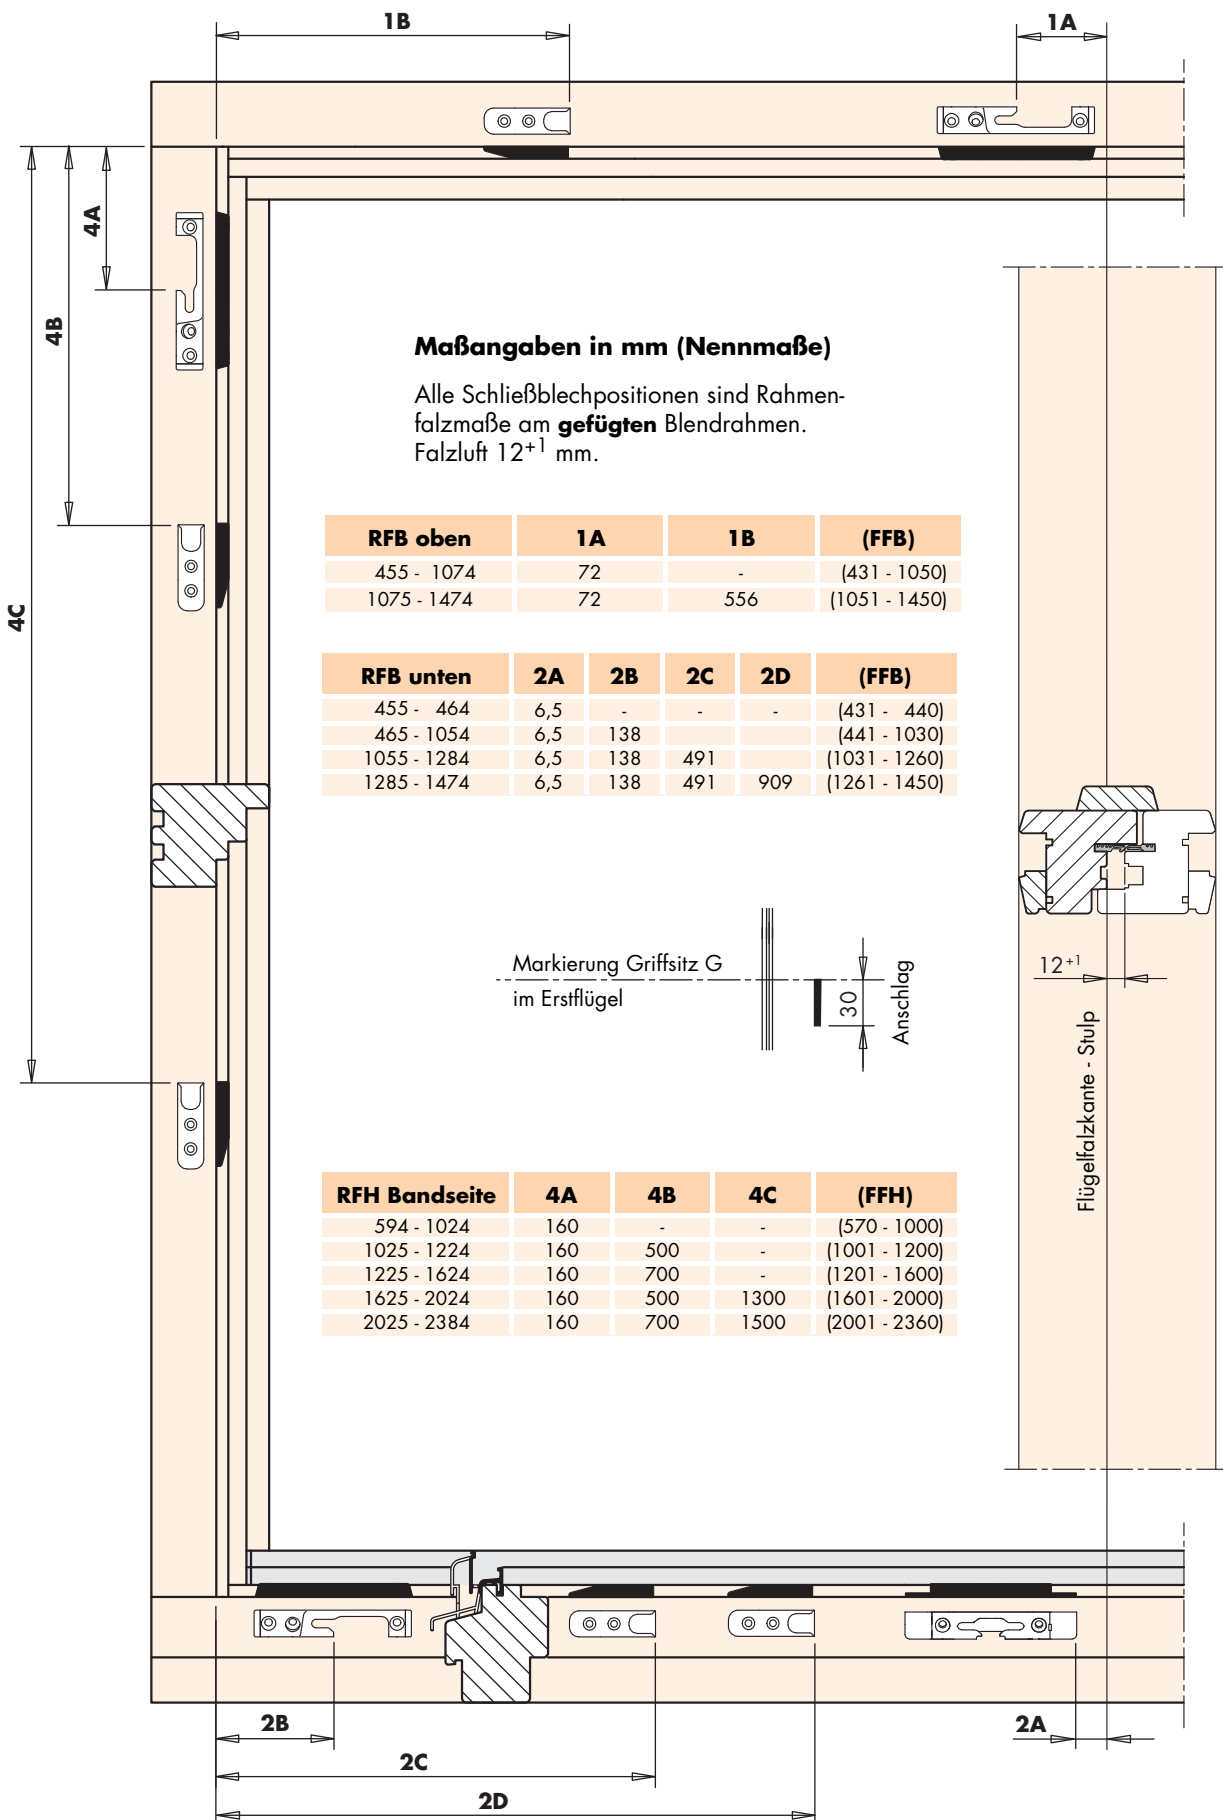 1B
1A
4A
4B
4C
Maßangaben in mm (Nennmaße)
Alle Schließblechpositionen sind Rahmen-
falzmaße am gefügten Blendrahmen.
Falzluft 12+1 mm.
RFB oben 1A 1B (FFB)
455 - 1074 72 - (431 - 1050)
1075 - 1474 72 556 (1051 - 1450)
RFB unten 2A 2B 2C 2D (FFB)
455 - 464 6,5 - - - (431 - 440)
465 - 1054 6,5 138 (441 - 1030)
1055 - 1284 6,5 138 491 (1031 - 1260)
1285 - 1474 6,5 138 491 909 (1261 - 1450)
Markierung Griffsitz G
im Erstflügel
30
Anschlag
12+1
Flügelfalzkante - Stulp
RFH Bandseite 4A 4B 4C (FFH)
594 - 1024 160 - - (570 - 1000)
1025 - 1224 160 500 - (1001 - 1200)
1225 - 1624 160 700 - (1201 - 1600)
1625 - 2024 160 500 1300 (1601 - 2000)
2025 - 2384 160 700 1500 (2001 - 2360)
2B
2A
2C
2D